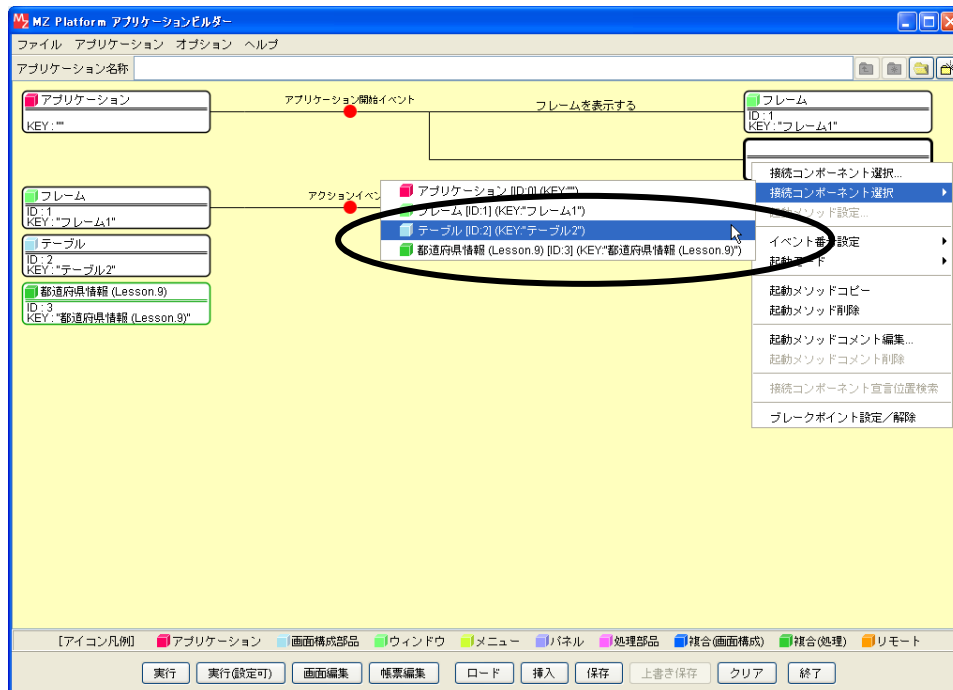 MZ Platform アプリケーションビルダー
ファイル アプリケーション オプション ヘルプ
アプリケーション名称
アプリケーション
KEY:""
アプリケーション開始イベント
フレームを表示する
フレーム
ID:1
KEY:"フレーム1"
接続コンポーネント選択...
接続コンポーネント選択
起動メソッド設定...
イベント番号設定
起動モード
起動メソッドコピー
起動メソッド削除
起動メソッドコメント編集...
起動メソッドコメント削除
接続コンポーネント宣言位置検索
ブレークポイント設定/解除
フレーム
ID:1
KEY:"フレーム1"
アクションイベン
アプリケーション [ID:0] (KEY:"")
フレーム [ID:1] (KEY:"フレーム1")
テーブル [ID:2] (KEY:"テーブル2")
都道府県情報 (Lesson.9) [ID:3] (KEY:"都道府県情報 (Lesson.9)")
テーブル
ID:2
KEY:"テーブル2"
都道府県情報 (Lesson.9)
ID:3
KEY:"都道府県情報 (Lesson.9)"
[アイコン凡例] アプリケーション 画面構成部品 ウィンドウ メニュー パネル 処理部品 複合(画面構成) 複合(処理) リモート
実行 実行(設定可) 画面編集 帳票編集 ロード 挿入 保存 上書き保存 クリア 終了